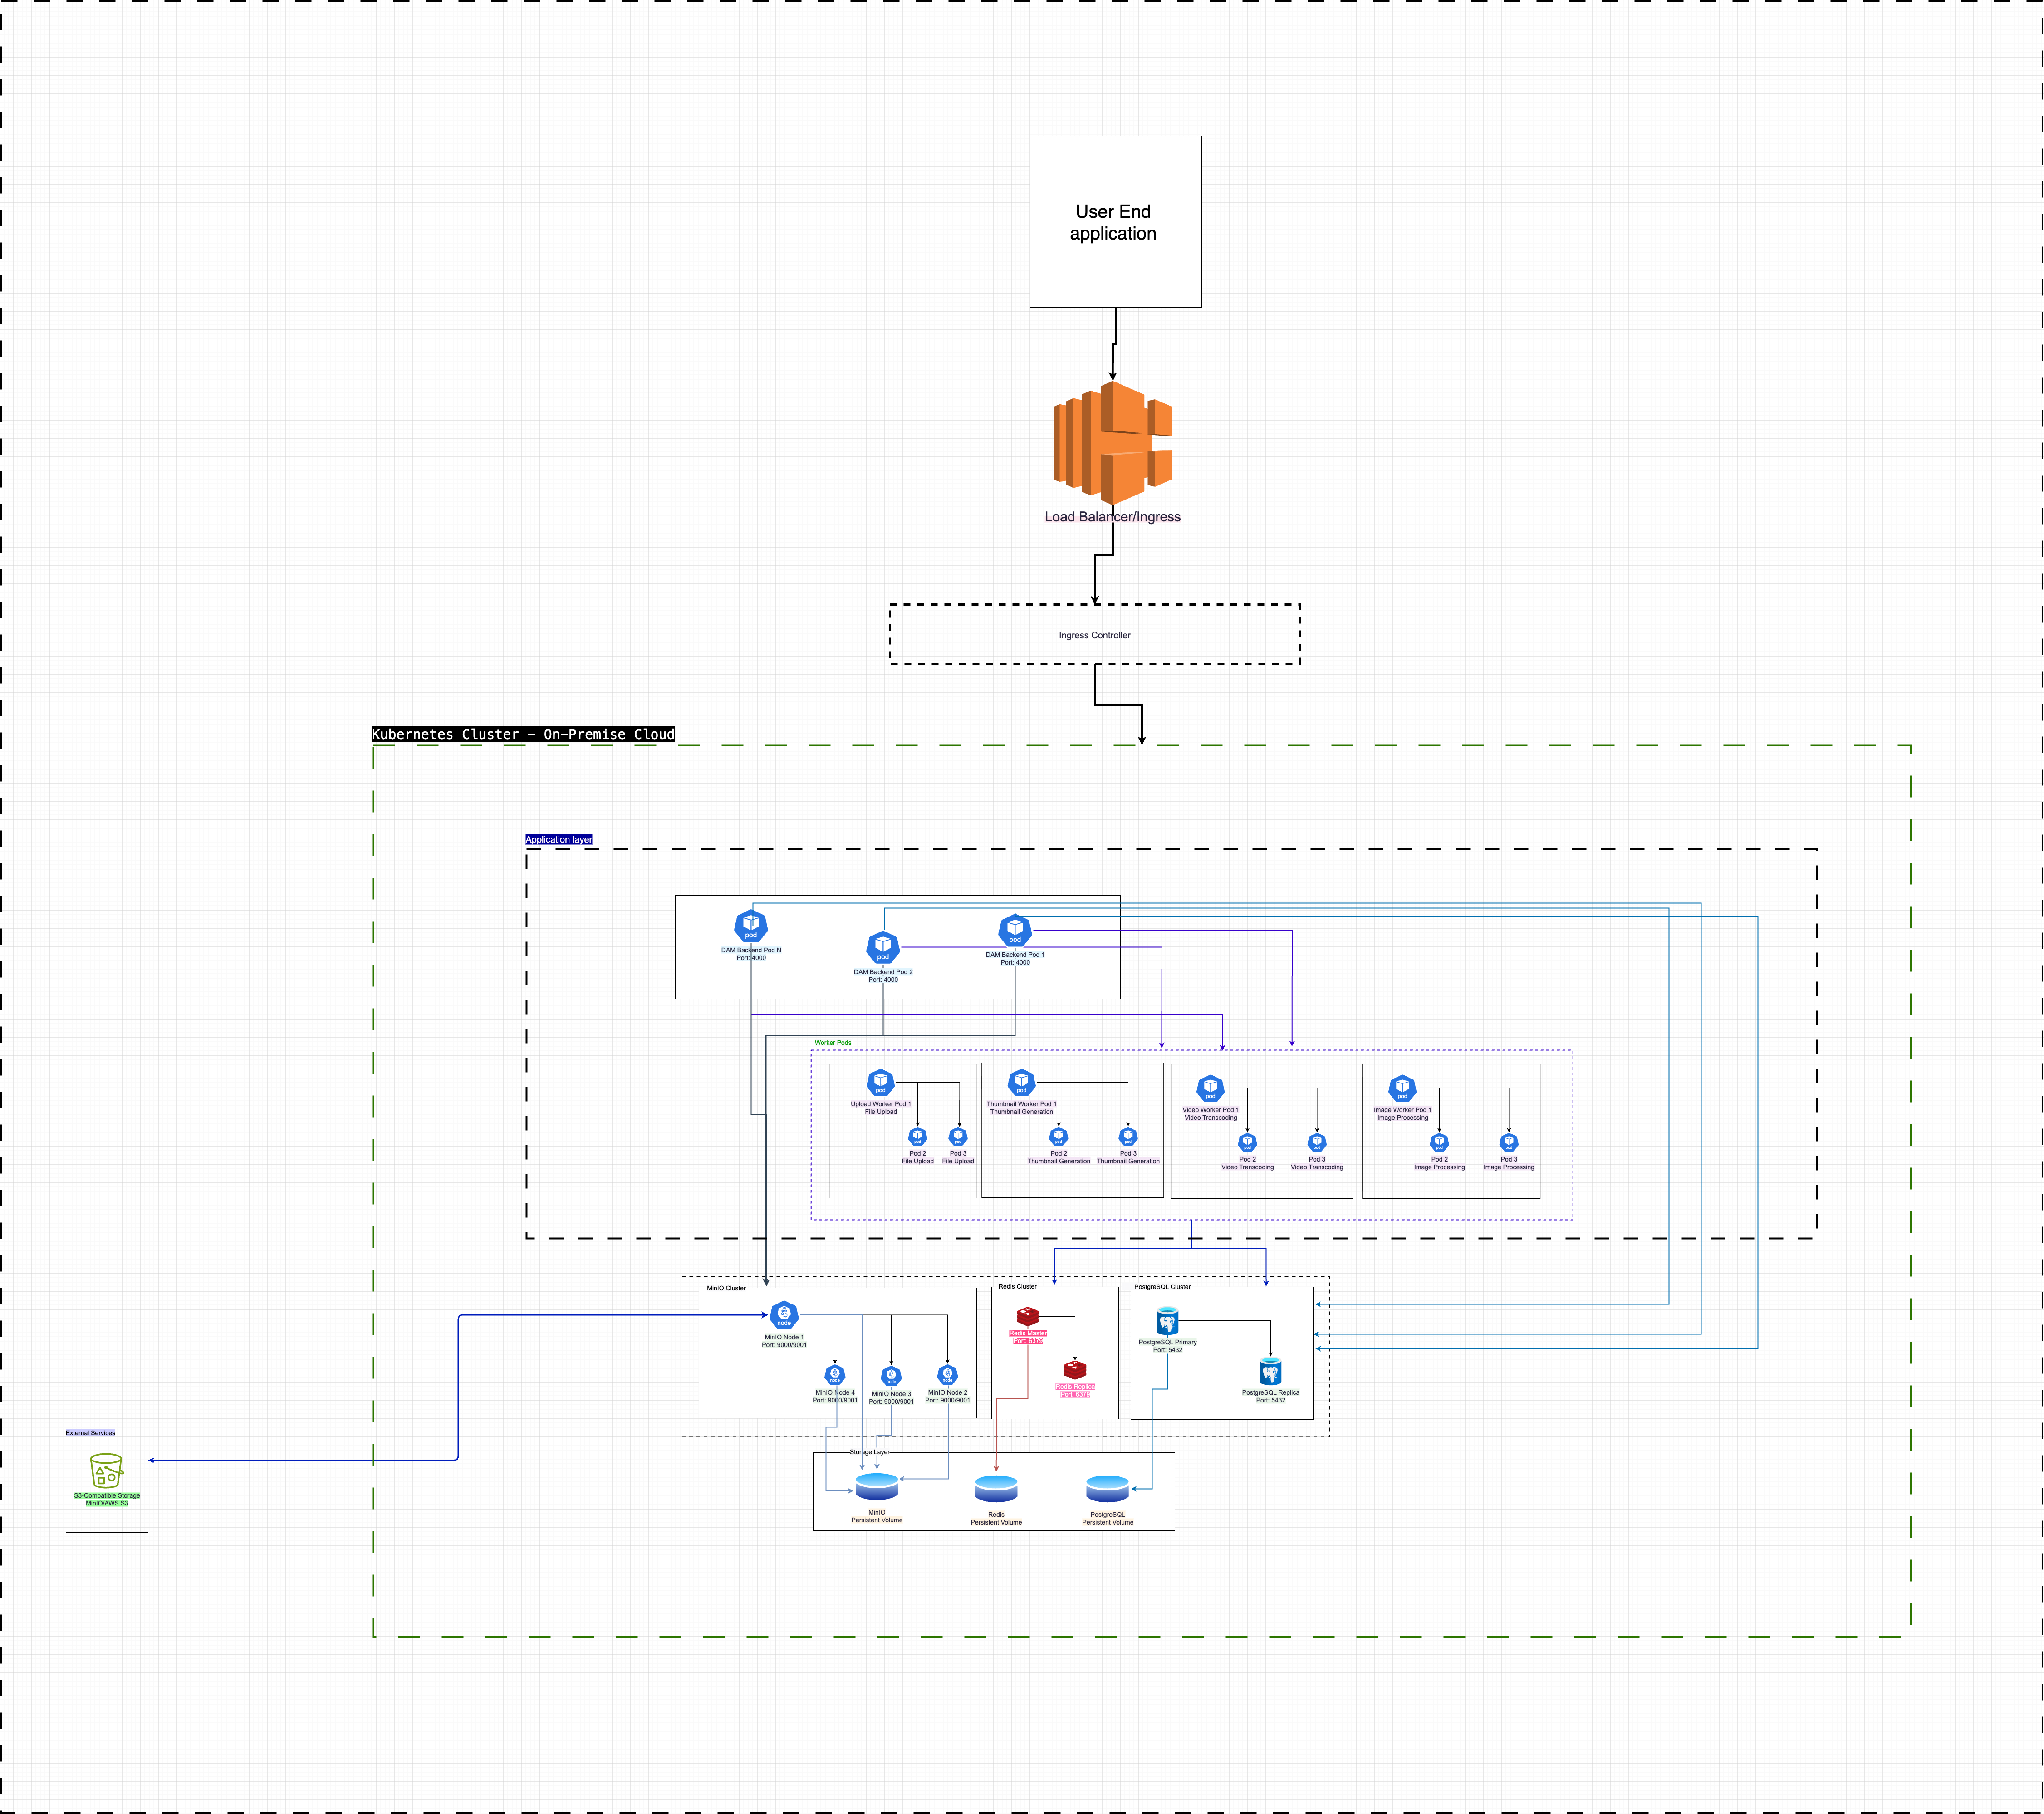 User End
application
Load Balancer/Ingress
Ingress Controller
Kubernetes Cluster - On-Premise Cloud
Application layer
pod
DAM Backend Pod N
Port: 4000
pod
DAM Backend Pod 2
Port: 4000
pod
DAM Backend Pod 1
Port: 4000
Worker Pods
pod
Upload Worker Pod 1
File Upload
pod
Pod 2
File Upload
pod
Pod 3
File Upload
pod
Thumbnail Worker Pod 1
Thumbnail Generation
pod
Pod 2
Thumbnail Generation
pod
Pod 3
Thumbnail Generation
pod
Video Worker Pod 1
Video Transcoding
pod
Pod 2
Video Transcoding
pod
Pod 3
Video Transcoding
pod
Image Worker Pod 1
Image Processing
pod
Pod 2
Image Processing
pod
Pod 3
Image Processing
MinIO Cluster
node
MinIO Node 1
Port: 9000/9001
node
MinIO Node 4
Port: 9000/9001
node
MinIO Node 3
Port: 9000/9001
node
MinIO Node 2
Port: 9000/9001
Redis Cluster
Redis Master
Port: 6379
Redis Replica
Port: 6379
PostgreSQL Cluster
PostgreSQL Primary
Port: 5432
PostgreSQL Replica
Port: 5432
External Services
S3-Compatible Storage
MinIO/AWS S3
Storage Layer
MinIO
Persistent Volume
Redis
Persistent Volume
PostgreSQL
Persistent Volume